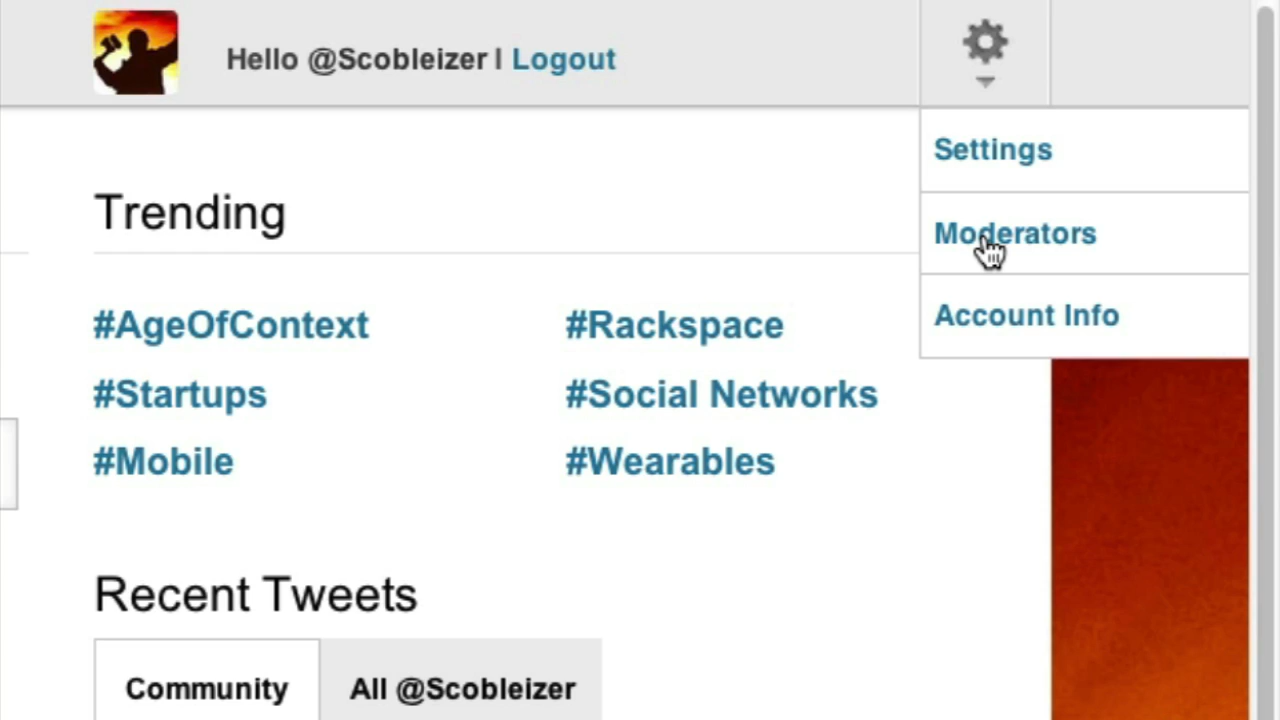 Hello @Scobleizer | Logout
Settings
Moderators
Account Info
Trending
#AgeOfContext #Rackspace
#Startups #Social Networks
#Mobile #Wearables
Recent Tweets
Community All @Scobleizer